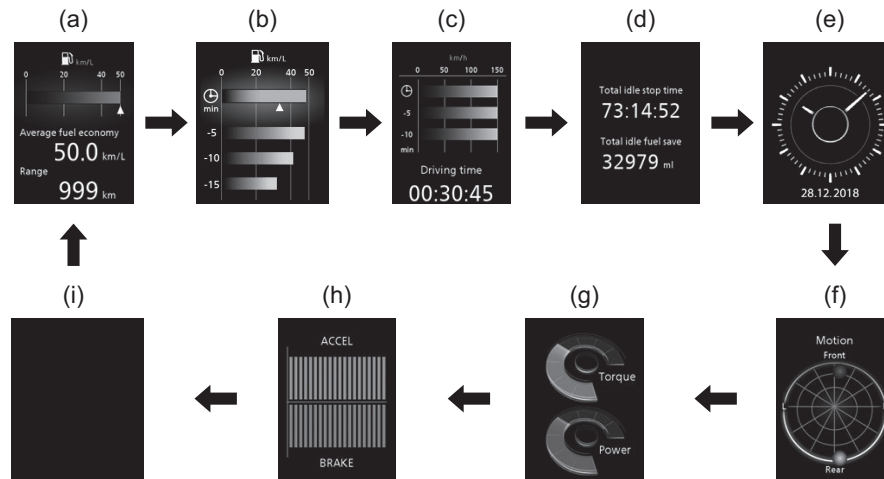 (a)
km/L
0 20 40 50
Average fuel economy
50.0 km/L
Range
999 km
(b)
km/L
0 20 40 50
min
-5
-10
-15
(c)
km/h
0 50 100 150
-5
-10
min
Driving time
00:30:45
(d)
Total idle stop time
73:14:52
Total idle fuel save
32979 ml
(e)
28.12.2018
(f)
Motion
Front
L
Rear
(g)
Torque
Power
(h)
ACCEL
BRAKE
(i)